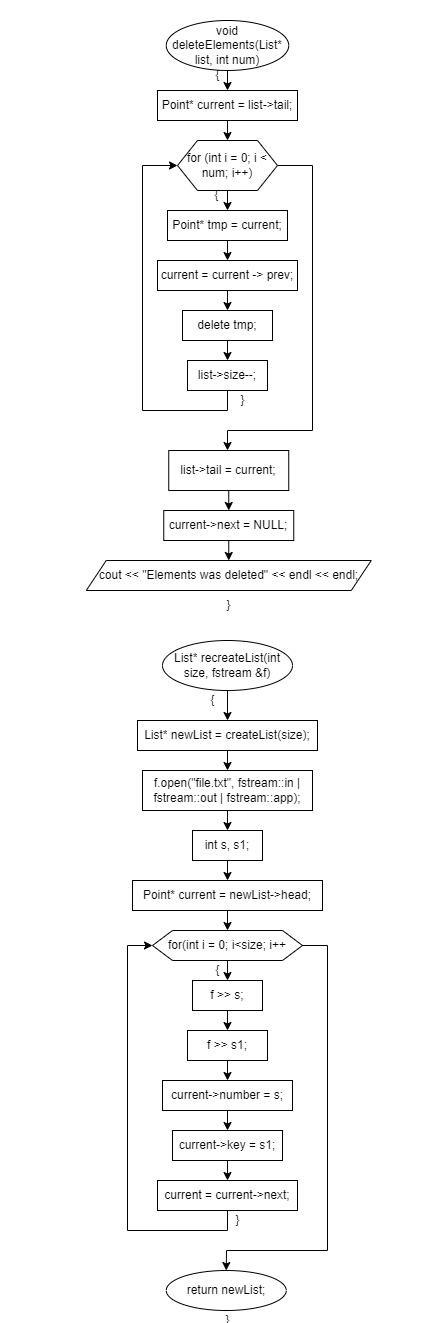 void
deleteElements(List*
list, int num)
{
Point* current = list->tail;
for (int i = 0; i <
num; i++)
{
Point* tmp = current;
current = current -> prev;
delete tmp;
list->size--;
}
list->tail = current;
current->next = NULL;
cout << "Elements was deleted" << endl << endl;
}
List* recreateList(int
size, fstream &f)
{
List* newList = createList(size);
f.open("file.txt", fstream::in |
fstream::out | fstream::app);
int s, s1;
Point* current = newList->head;
for(int i = 0; i<size; i++
{
f >> s;
f >> s1;
current->number = s;
current->key = s1;
current = current->next;
}
return newList;
}